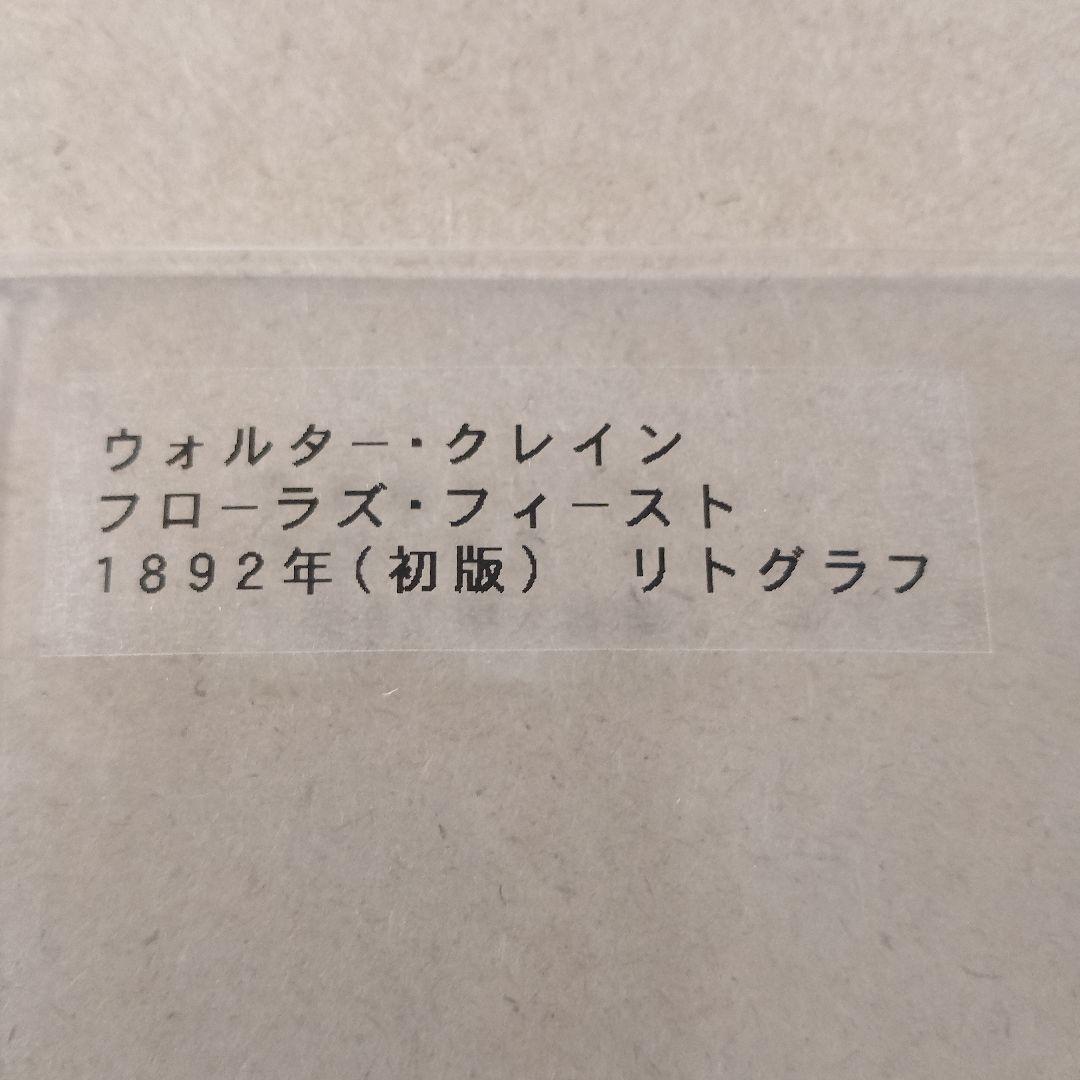 ウォルター・クレイン
フローラズ・フィースト
1892年(初版)　リトグラフ